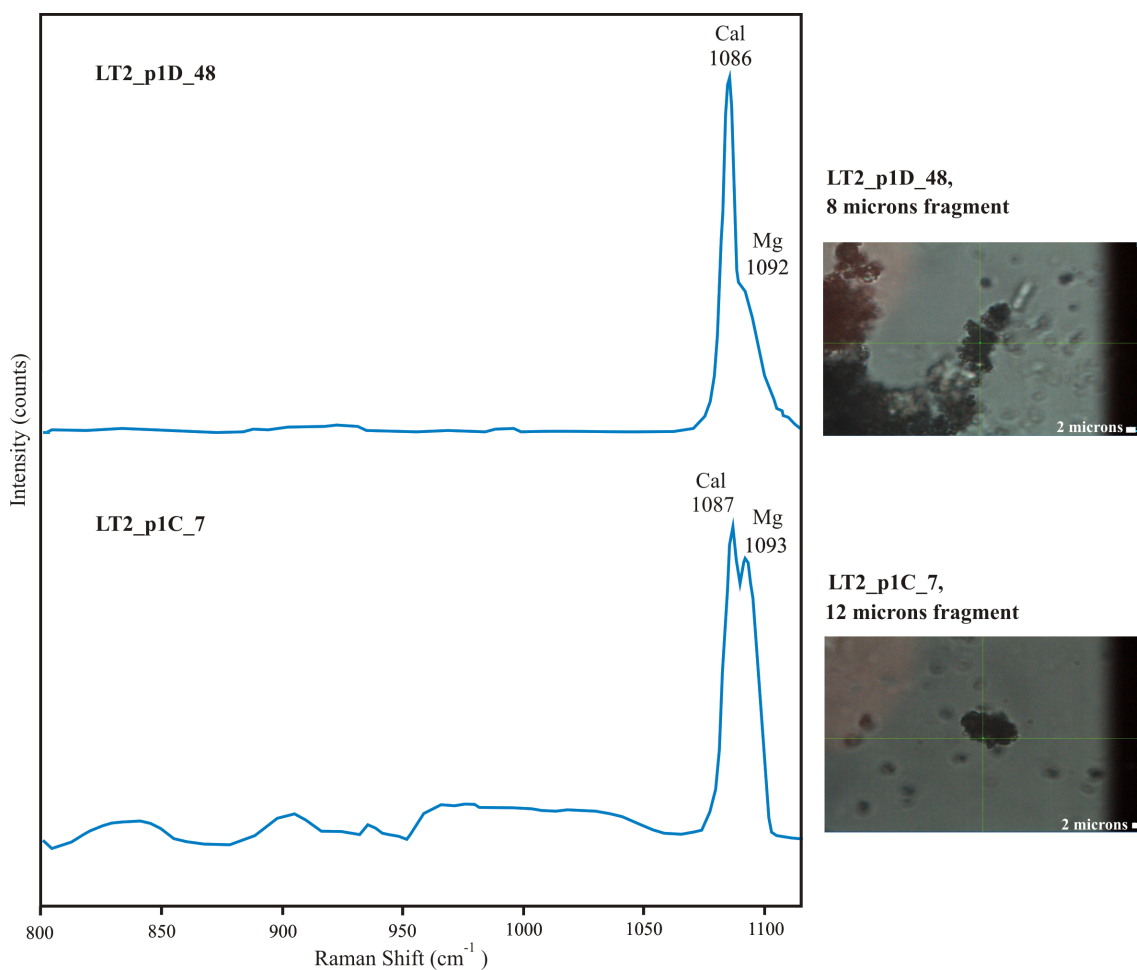 Cal
1086
LT2_p1D_48
Mg
1092
LT2_p1D_48,
8 microns fragment
2 microns
Intensity (counts)
Cal
1087
LT2_p1C_7
Mg
1093
LT2_p1C_7,
12 microns fragment
2 microns
800 850 900 950 1000 1050 1100
Raman Shift (cm⁻¹ )